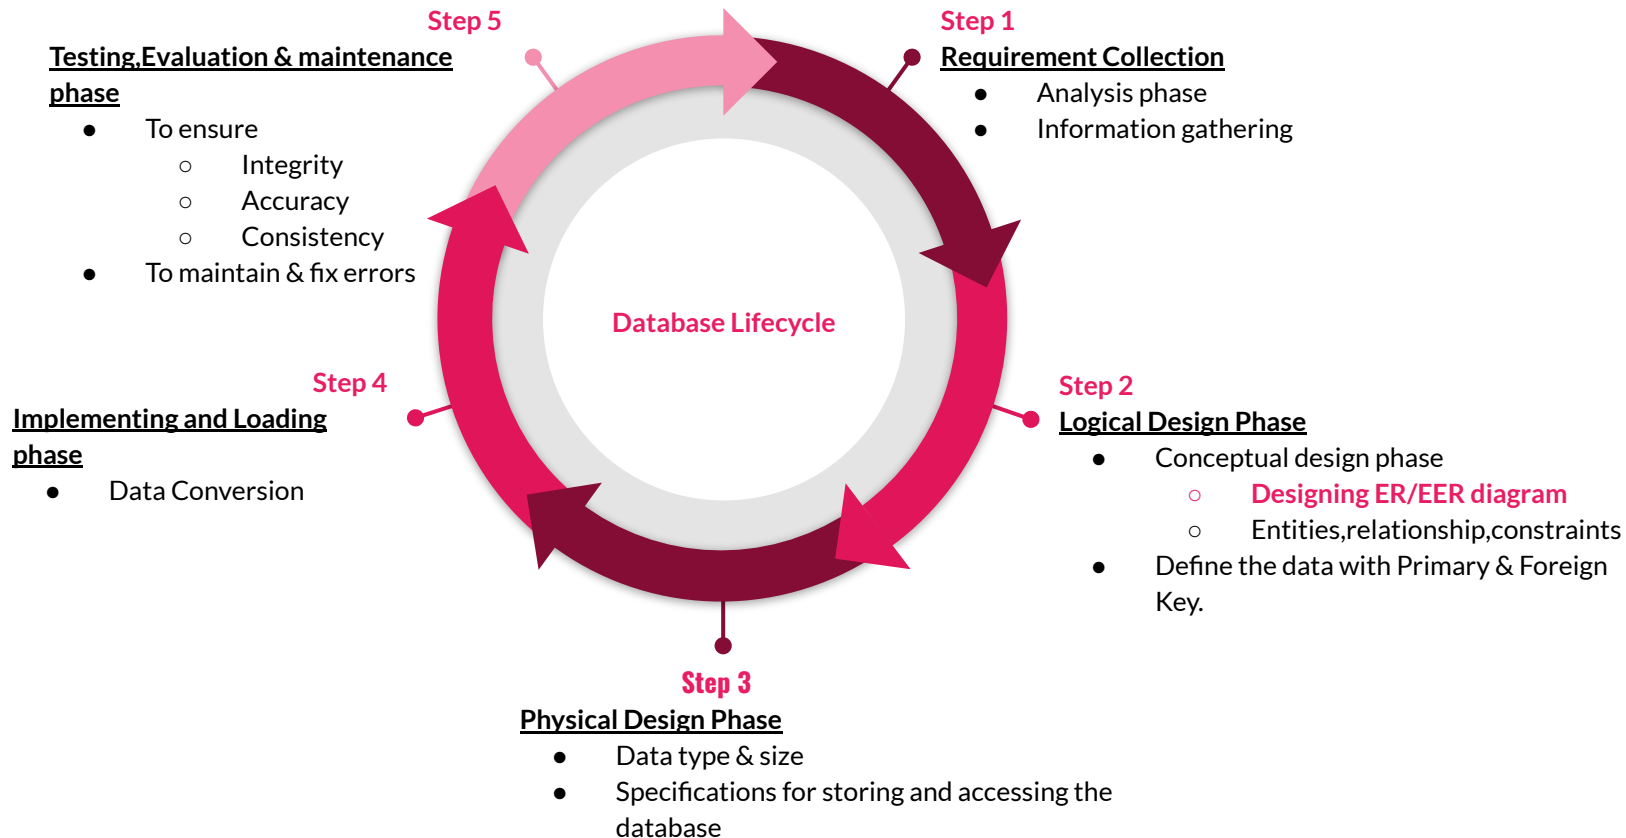 Step 1
Requirement Collection
● Analysis phase
● Information gathering
Step 2
Logical Design Phase
● Conceptual design phase
○ Designing ER/EER diagram
○ Entities,relationship,constraints
● Define the data with Primary & Foreign
Key.
Step 3
Physical Design Phase
● Data type & size
● Specifications for storing and accessing the
database
Step 4
Implementing and Loading
phase
● Data Conversion
Step 5
Testing,Evaluation & maintenance
phase
● To ensure
○ Integrity
○ Accuracy
○ Consistency
● To maintain & fix errors
Database Lifecycle